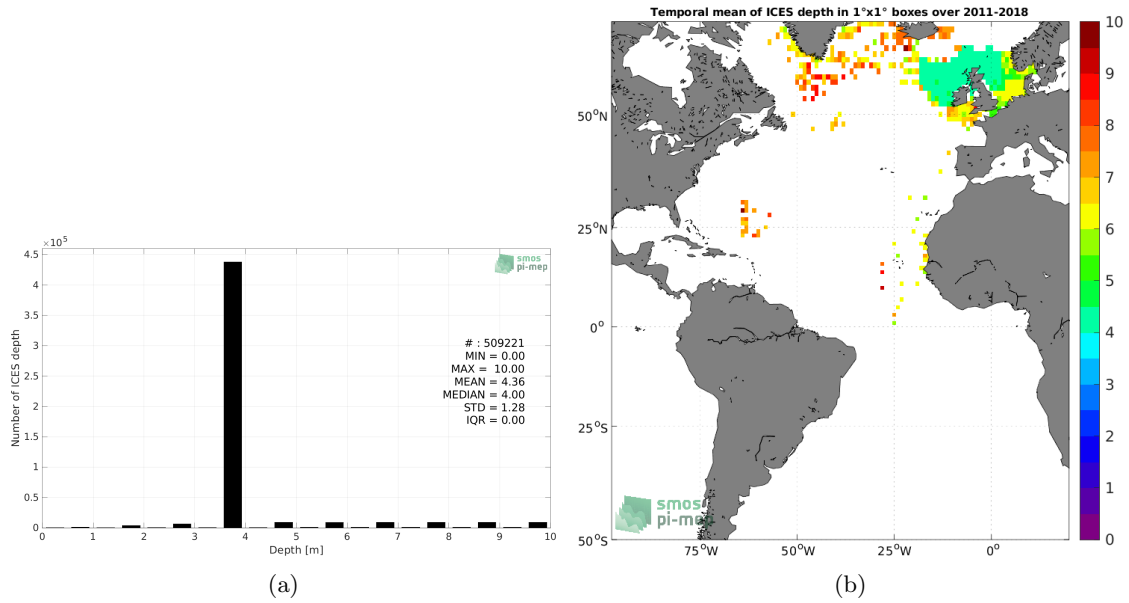 ×10⁵
4.5
4
3.5
3
2.5
2
1.5
1
0.5
0
Number of ICES depth
smos
pi-mep
# : 509221
MIN = 0.00
MAX = 10.00
MEAN = 4.36
MEDIAN = 4.00
STD = 1.28
IQR = 0.00
0 1 2 3 4 5 6 7 8 9 10
Depth [m]
(a)
Temporal mean of ICES depth in 1°x1° boxes over 2011-2018
50°N
25°N
0°
25°S
50°S
smos
pi-mep
75°W 50°W 25°W 0°
10
9
8
7
6
5
4
3
2
1
0
(b)